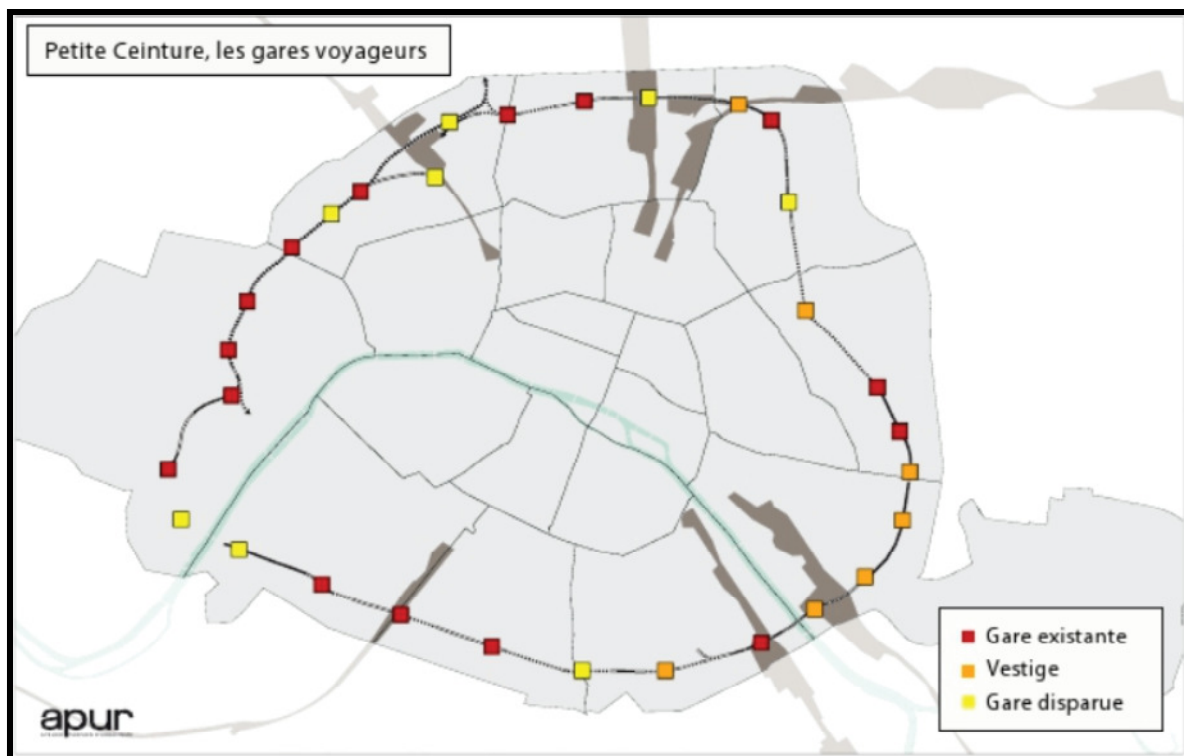 Petite Ceinture, les gares voyageurs
Gare existante
Vestige
Gare disparue
apur